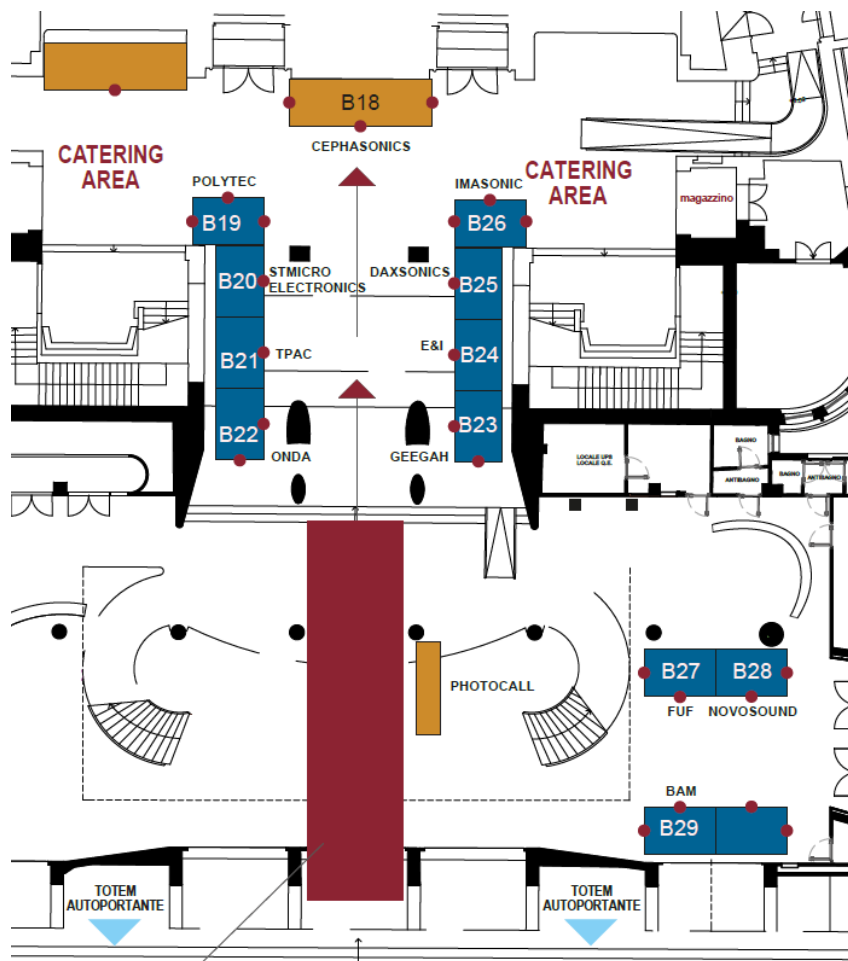 B18
CEPHASONICS
CATERING
AREA
CATERING
AREA
POLYTEC
IMASONIC
magazzino
B19
B26
B20
STMICRO
ELECTRONICS
DAXSONICS
B25
B21
TPAC
E&I
B24
B22
ONDA
GEEGAH
B23
LOCALE UPS
LOCALE Q.E.
BAGNO
ANTIBAGNO
BAGNO
ANTIBAGNO
PHOTOCALL
B27
B28
FUF
NOVOSOUND
BAM
B29
TOTEM
AUTOPORTANTE
TOTEM
AUTOPORTANTE